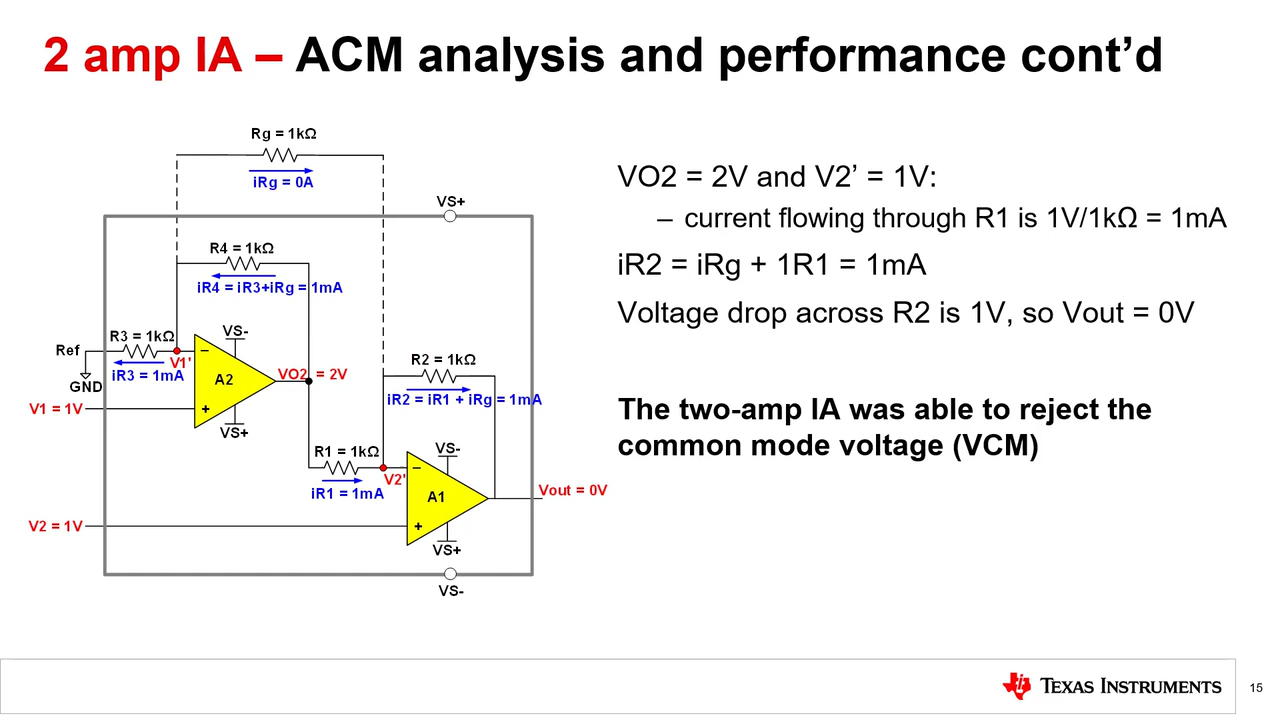 2 amp IA – ACM analysis and performance cont’d
Rg = 1kΩ
iRg = 0A
VS+
R4 = 1kΩ
iR4 = iR3+iRg = 1mA
R3 = 1kΩ
VS-
Ref
V1'
–
A2
VO2 = 2V
GND
iR3 = 1mA
V1 = 1V
+
VS+
R2 = 1kΩ
iR2 = iR1 + iRg = 1mA
R1 = 1kΩ
VS-
–
V2'
iR1 = 1mA
A1
Vout = 0V
V2 = 1V
+
VS+
VS-
VO2 = 2V and V2’ = 1V:
– current flowing through R1 is 1V/1kΩ = 1mA
iR2 = iRg + 1R1 = 1mA
Voltage drop across R2 is 1V, so Vout = 0V
The two-amp IA was able to reject the
common mode voltage (VCM)
TEXAS INSTRUMENTS
15